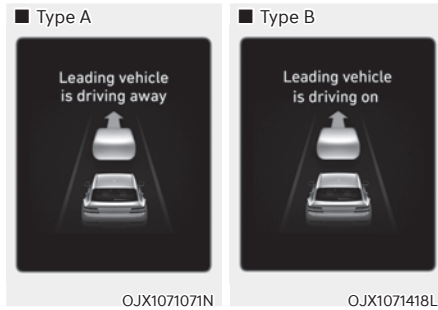 ■ Type A
Leading vehicle
is driving away
OJX1071071N
■ Type B
Leading vehicle
is driving on
OJX1071418L